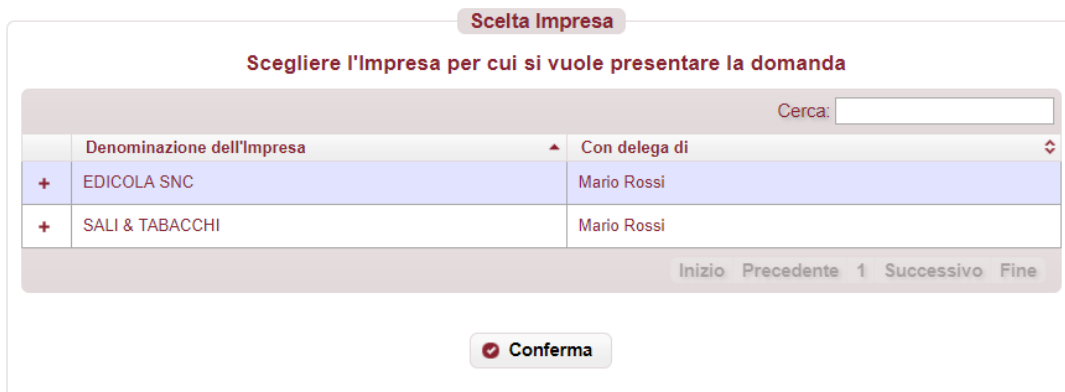 Scelta Impresa
Scegliere l'Impresa per cui si vuole presentare la domanda
Cerca:
Denominazione dell'Impresa Con delega di
+ EDICOLA SNC Mario Rossi
+ SALI & TABACCHI Mario Rossi
Inizio Precedente 1 Successivo Fine
Conferma